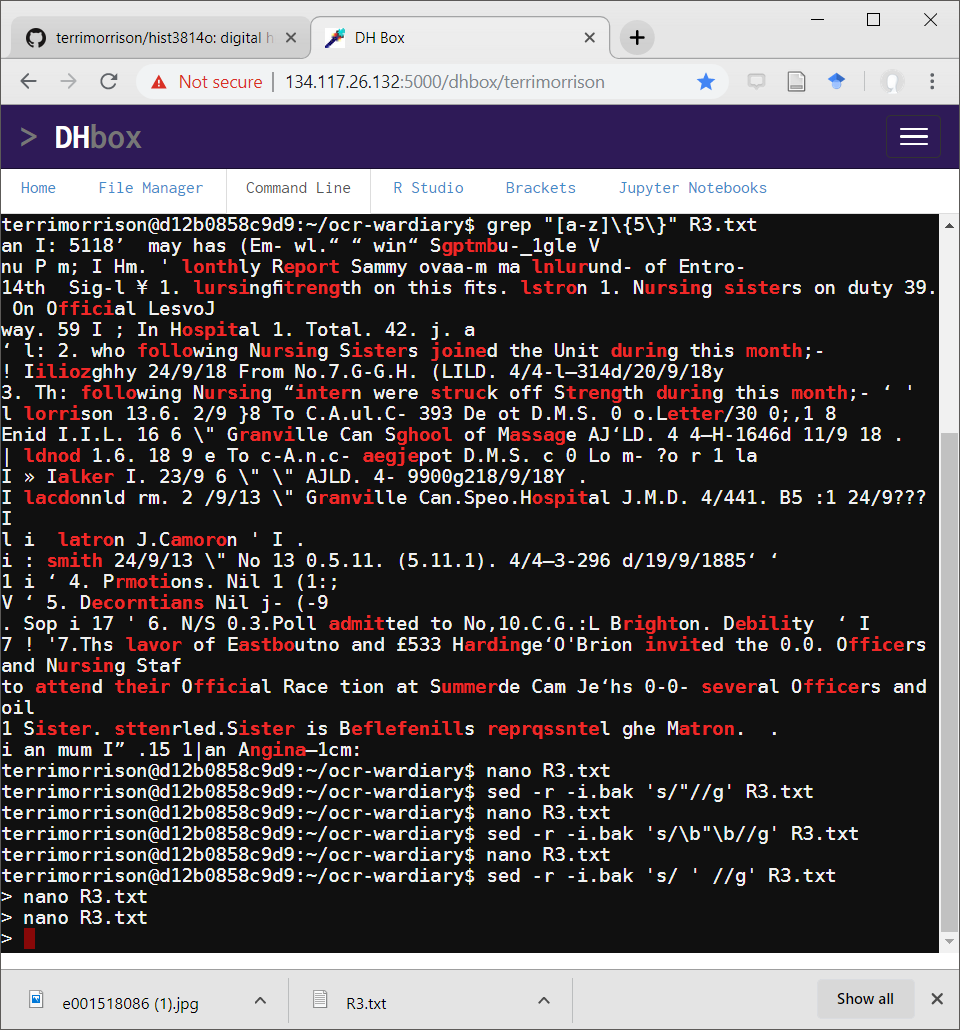 terrimorrison/hist3814o: digital h
DH Box
Not secure | 134.117.26.132:5000/dhbox/terrimorrison
> DHbox
Home File Manager Command Line R Studio Brackets Jupyter Notebooks
terrimorrison@d12b0858c9d9:~/ocr-wardiary$ grep "[a-z]\{5\}" R3.txt
an I: 5118’  may has (Em- wl.“ “ win“ Sgptmbu-_1gle V
nu P m; I Hm. ' lonthly Report Sammy ovaa-m ma lnlurund- of Entro-
14th  Sig-l ¥ 1. lursingfitrength on this fits. lstron 1. Nursing sisters on duty 39.
 On Official LesvoJ
way. 59 I ; In Hospital 1. Total. 42. j. a
‘ l: 2. who following Nursing Sisters joined the Unit during this month;-
! Iiliozghhy 24/9/18 From No.7.G-G.H. (LILD. 4/4-l—314d/20/9/18y
3. Th: following Nursing “intern were struck off Strength during this month;- ‘ '
l lorrison 13.6. 2/9 }8 To C.A.ul.C- 393 De ot D.M.S. 0 o.Letter/30 0;,1 8
Enid I.I.L. 16 6 \" Granville Can Sghool of Massage AJ‘LD. 4 4—H-1646d 11/9 18 .
| ldnod 1.6. 18 9 e To c-A.n.c- aegjepot D.M.S. c 0 Lo m- ?o r 1 la
I » Ialker I. 23/9 6 \" \" AJLD. 4- 9900g218/9/18Y .
I lacdonnld rm. 2 /9/13 \" Granville Can.Speo.Hospital J.M.D. 4/441. B5 :1 24/9???
I
l i  latron J.Camoron ' I .
i : smith 24/9/13 \" No 13 0.5.11. (5.11.1). 4/4—3-296 d/19/9/1885‘ ‘
1 i ‘ 4. Prmotions. Nil 1 (1:;
V ‘ 5. Decorntians Nil j- (-9
. Sop i 17 ' 6. N/S 0.3.Poll admitted to No,10.C.G.:L Brighton. Debility  ‘ I
7 ! '7.Ths lavor of Eastboutno and £533 Hardinge‘O'Brion invited the 0.0. Officers
and Nursing Staf
to attend their Official Race tion at Summerde Cam Je‘hs 0-0- several Officers and
oil
1 Sister. sttenrled.Sister is Beflefenills reprqssntel ghe Matron.  .
i an mum I” .15 1|an Angina—1cm:
terrimorrison@d12b0858c9d9:~/ocr-wardiary$ nano R3.txt
terrimorrison@d12b0858c9d9:~/ocr-wardiary$ sed -r -i.bak 's/"//g' R3.txt
terrimorrison@d12b0858c9d9:~/ocr-wardiary$ nano R3.txt
terrimorrison@d12b0858c9d9:~/ocr-wardiary$ sed -r -i.bak 's/\b"\b//g' R3.txt
terrimorrison@d12b0858c9d9:~/ocr-wardiary$ nano R3.txt
terrimorrison@d12b0858c9d9:~/ocr-wardiary$ sed -r -i.bak 's/ ' //g' R3.txt
> nano R3.txt
> nano R3.txt
>
e001518086 (1).jpg
R3.txt
Show all